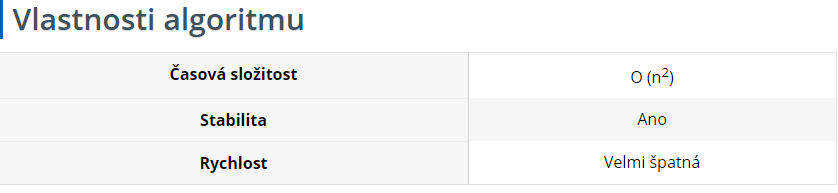 Vlastnosti algoritmu
Časová složitost O (n²)
Stabilita Ano
Rychlost Velmi špatná